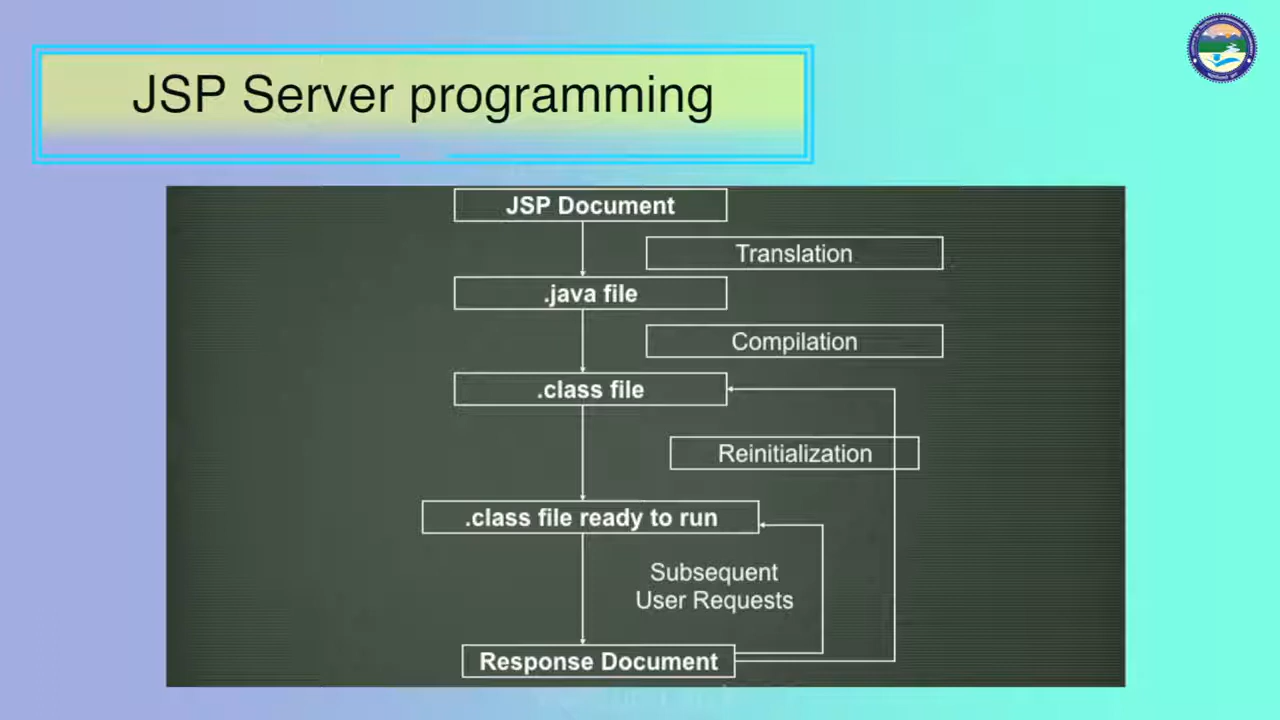 JSP Server programming
JSP Document
Translation
.java file
Compilation
.class file
Reinitialization
.class file ready to run
Subsequent
User Requests
Response Document